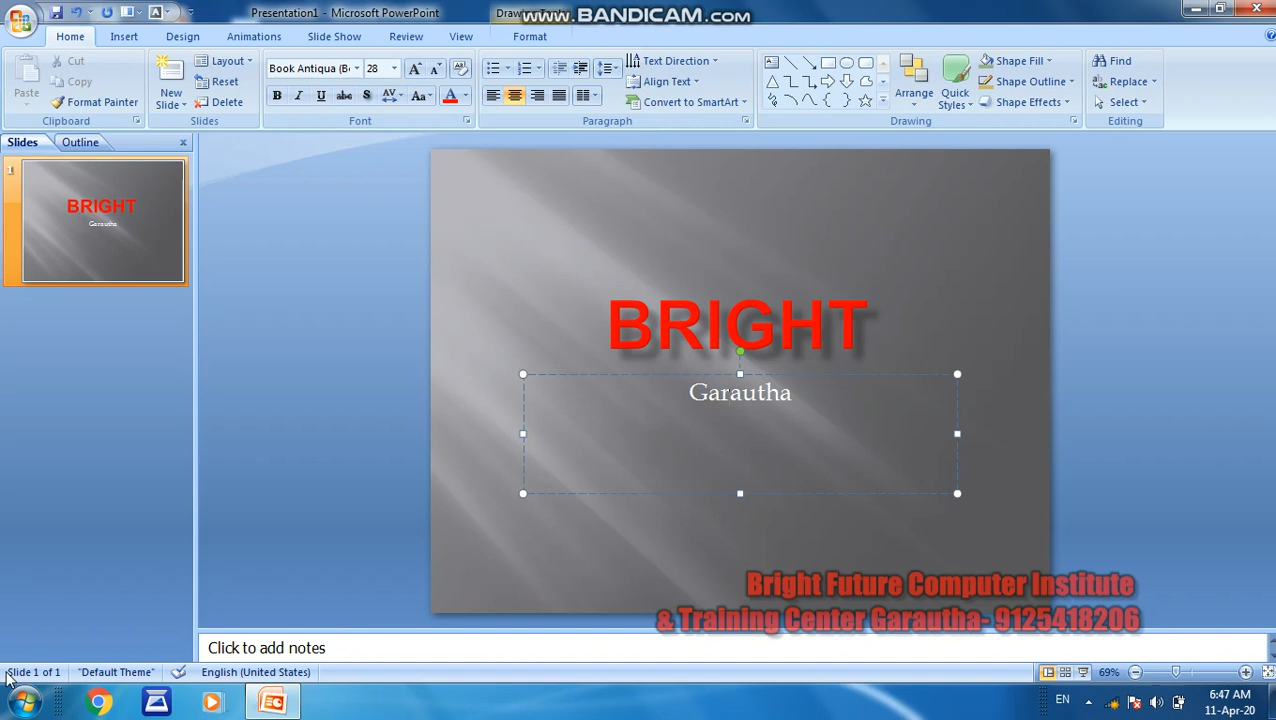 Presentation1 - Microsoft PowerPoint
www.BANDICAM.com
Home Insert Design Animations Slide Show Review View Format
Paste
Cut
Copy
Format Painter
Clipboard
New Slide
Layout
Reset
Delete
Slides
Book Antiqua (B 28
B I U abc S AV Aa A
Font
Text Direction
Align Text
Convert to SmartArt
Paragraph
Arrange
Quick Styles
Shape Fill
Shape Outline
Shape Effects
Drawing
Find
Replace
Select
Editing
Slides Outline
1
BRIGHT
Garautha
BRIGHT
Garautha
Bright Future Computer Institute
& Training Center Garautha- 9125418206
Click to add notes
Slide 1 of 1 "Default Theme" English (United States) 69%
EN 6:47 AM
11-Apr-20